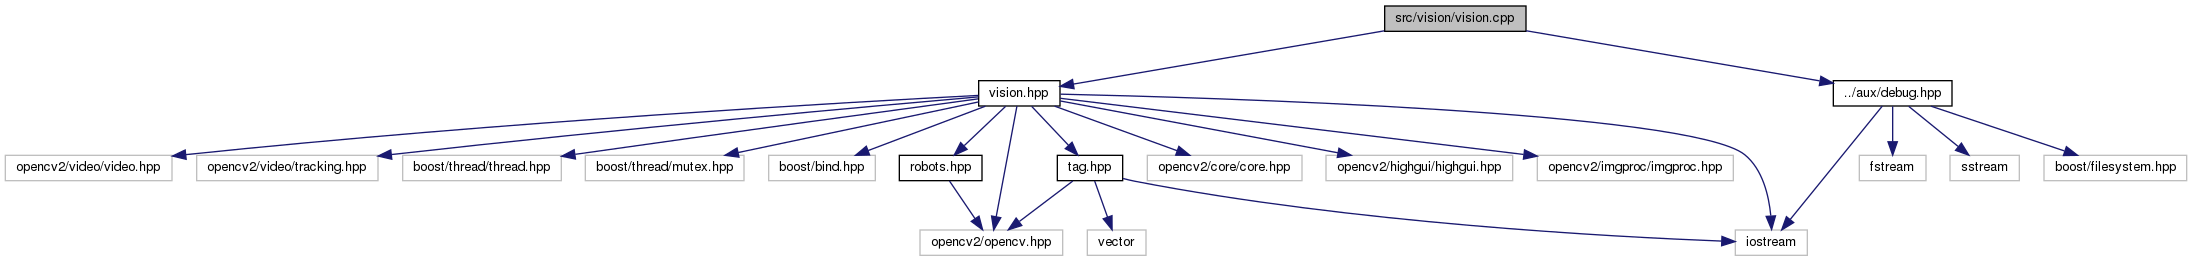 src/vision/vision.cpp
vision.hpp
../aux/debug.hpp
opencv2/video/video.hpp
opencv2/video/tracking.hpp
boost/thread/thread.hpp
boost/thread/mutex.hpp
boost/bind.hpp
robots.hpp
tag.hpp
opencv2/core/core.hpp
opencv2/highgui/highgui.hpp
opencv2/imgproc/imgproc.hpp
fstream
sstream
boost/filesystem.hpp
opencv2/opencv.hpp
vector
iostream